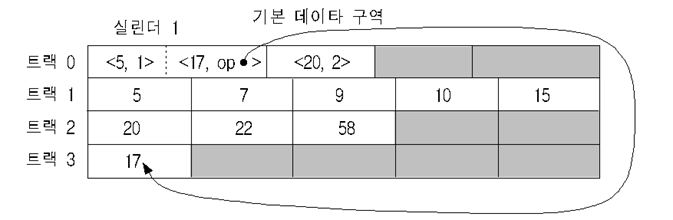 실린더 1 기본 데이타 구역
트랙 0 <5, 1> <17, op > <20, 2>
트랙 1 5 7 9 10 15
트랙 2 20 22 58
트랙 3 17